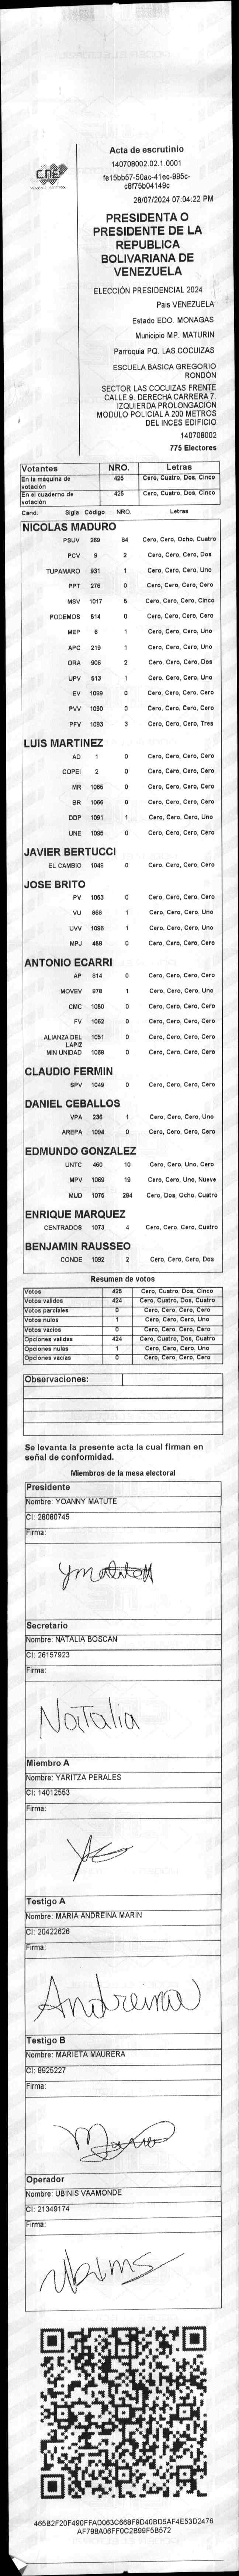 CNE
Acta de escrutinio
140708002.02.1.0001
fe15bb57-50ac-41ec-995c-
c8f75b04149c
28/07/2024 07:04:22 PM
PRESIDENTA O
PRESIDENTE DE LA
REPUBLICA
BOLIVARIANA DE
VENEZUELA
ELECCIÓN PRESIDENCIAL 2024
País VENEZUELA
Estado EDO. MONAGAS
Municipio MP. MATURIN
Parroquia PQ. LAS COCUIZAS
ESCUELA BASICA GREGORIO
RONDÓN
SECTOR LAS COCUIZAS FRENTE
CALLE 9. DERECHA CARRERA 7.
IZQUIERDA PROLONGACIÓN
MODULO POLICIAL A 200 METROS
DEL INCES EDIFICIO
140708002
775 Electores
Votantes NRO. Letras
En la máquina de votación 425 Cero, Cuatro, Dos, Cinco
En el cuaderno de votación 425 Cero, Cuatro, Dos, Cinco
Cand. Sigla Código NRO. Letras
NICOLAS MADURO
PSUV 269 84 Cero, Cero, Ocho, Cuatro
PCV 9 2 Cero, Cero, Cero, Dos
TUPAMARO 931 1 Cero, Cero, Cero, Uno
PPT 276 0 Cero, Cero, Cero, Cero
MSV 1017 5 Cero, Cero, Cero, Cinco
PODEMOS 514 0 Cero, Cero, Cero, Cero
MEP 6 1 Cero, Cero, Cero, Uno
APC 219 1 Cero, Cero, Cero, Uno
ORA 906 2 Cero, Cero, Cero, Dos
UPV 513 1 Cero, Cero, Cero, Uno
EV 1089 0 Cero, Cero, Cero, Cero
PVV 1090 0 Cero, Cero, Cero, Cero
PFV 1093 3 Cero, Cero, Cero, Tres
LUIS MARTINEZ
AD 1 0 Cero, Cero, Cero, Cero
COPEI 2 0 Cero, Cero, Cero, Cero
MR 1065 0 Cero, Cero, Cero, Cero
BR 1066 0 Cero, Cero, Cero, Cero
DDP 1091 1 Cero, Cero, Cero, Uno
UNE 1095 0 Cero, Cero, Cero, Cero
JAVIER BERTUCCI
EL CAMBIO 1048 0 Cero, Cero, Cero, Cero
JOSE BRITO
PV 1053 0 Cero, Cero, Cero, Cero
VU 868 1 Cero, Cero, Cero, Uno
UVV 1096 1 Cero, Cero, Cero, Uno
MPJ 458 0 Cero, Cero, Cero, Cero
ANTONIO ECARRI
AP 814 0 Cero, Cero, Cero, Cero
MOVEV 878 1 Cero, Cero, Cero, Uno
CMC 1050 0 Cero, Cero, Cero, Cero
FV 1062 0 Cero, Cero, Cero, Cero
ALIANZA DEL LAPIZ 1051 0 Cero, Cero, Cero, Cero
MIN UNIDAD 1058 0 Cero, Cero, Cero, Cero
CLAUDIO FERMIN
SPV 1049 0 Cero, Cero, Cero, Cero
DANIEL CEBALLOS
VPA 236 1 Cero, Cero, Cero, Uno
AREPA 1094 0 Cero, Cero, Cero, Cero
EDMUNDO GONZALEZ
UNTC 460 10 Cero, Cero, Uno, Cero
MPV 1069 19 Cero, Cero, Uno, Nueve
MUD 1075 284 Cero, Dos, Ocho, Cuatro
ENRIQUE MARQUEZ
CENTRADOS 1073 4 Cero, Cero, Cero, Cuatro
BENJAMIN RAUSSEO
CONDE 1092 2 Cero, Cero, Cero, Dos
Resumen de votos
Votos 425 Cero, Cuatro, Dos, Cinco
Votos validos 424 Cero, Cuatro, Dos, Cuatro
Votos parciales 0 Cero, Cero, Cero, Cero
Votos nulos 1 Cero, Cero, Cero, Uno
Votos vacios 0 Cero, Cero, Cero, Cero
Opciones validas 424 Cero, Cuatro, Dos, Cuatro
Opciones nulas 1 Cero, Cero, Cero, Uno
Opciones vacias 0 Cero, Cero, Cero, Cero
Observaciones:
Se levanta la presente acta la cual firman en
señal de conformidad.
Miembros de la mesa electoral
Presidente
Nombre: YOANNY MATUTE
CI: 28080745
Firma:
Secretario
Nombre: NATALIA BOSCAN
CI: 26157923
Firma:
Natalia
Miembro A
Nombre: YARITZA PERALES
CI: 14012553
Firma:
Testigo A
Nombre: MARIA ANDREINA MARIN
CI: 20422626
Firma:
Andreina
Testigo B
Nombre: MARIETA MAURERA
CI: 8925227
Firma:
Operador
Nombre: UBINIS VAAMONDE
CI: 21349174
Firma:
465B2F20F490FFAD063C668F9D40BD5AF4E53D2476
AF798A06FF0C2B99F5B572